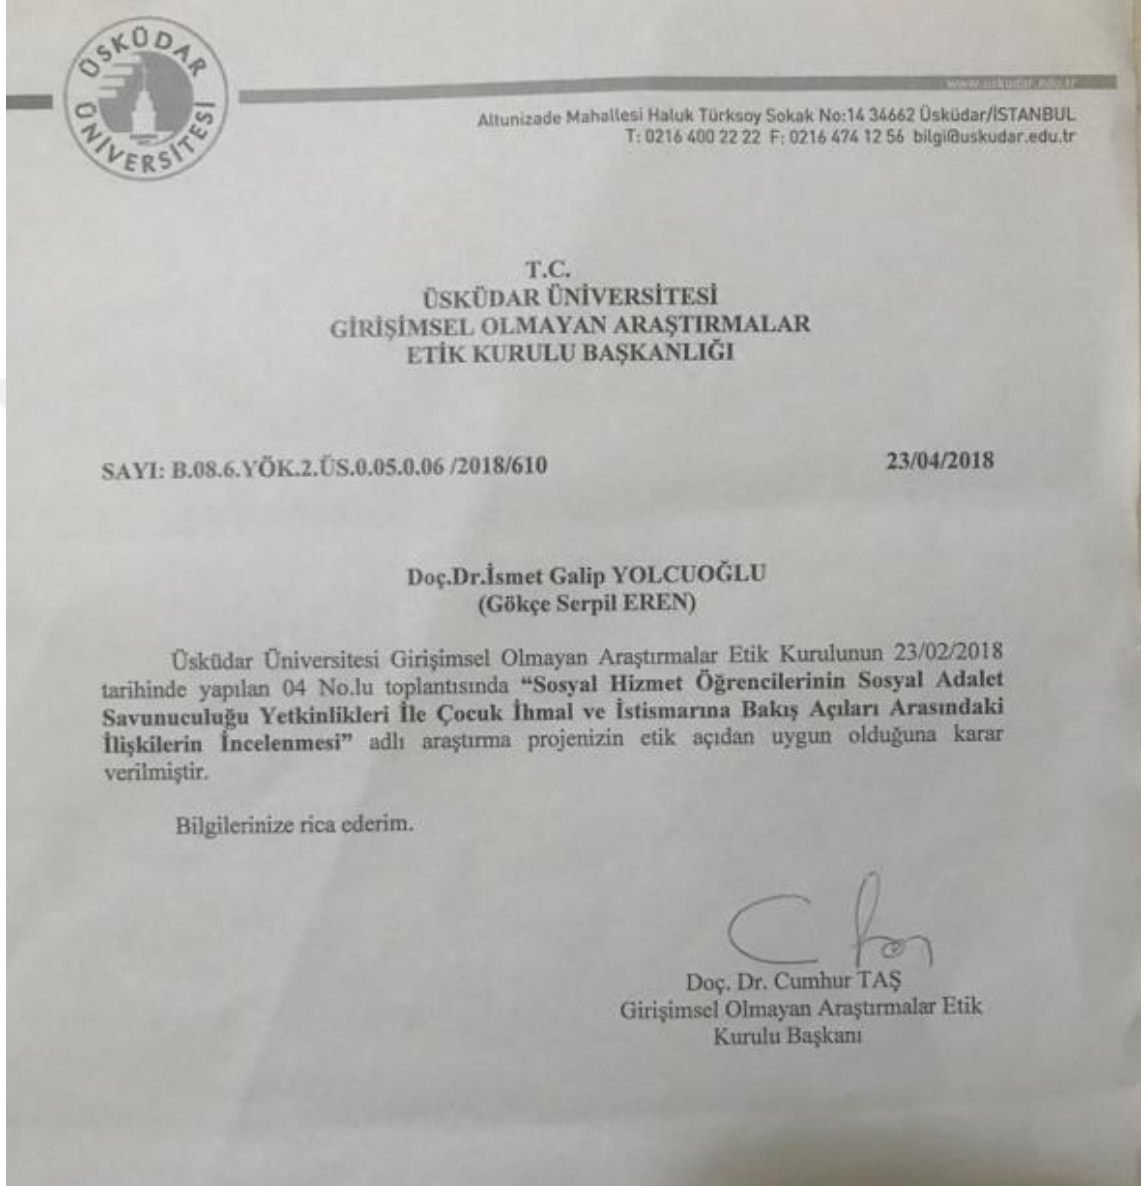 ÜSKÜDAR ÜNİVERSİTESİ
www.uskudar.edu.tr
Altunizade Mahallesi Haluk Türksoy Sokak No:14 34662 Üsküdar/İSTANBUL
T: 0216 400 22 22 F: 0216 474 12 56 bilgi@uskudar.edu.tr
T.C.
ÜSKÜDAR ÜNİVERSİTESİ
GİRİŞİMSEL OLMAYAN ARAŞTIRMALAR
ETİK KURULU BAŞKANLIĞI
SAYI: B.08.6.YÖK.2.ÜS.0.05.0.06 /2018/610 23/04/2018
Doç.Dr.İsmet Galip YOLCUOĞLU
(Gökçe Serpil EREN)
Üsküdar Üniversitesi Girişimsel Olmayan Araştırmalar Etik Kurulunun 23/02/2018
tarihinde yapılan 04 No.lu toplantısında “Sosyal Hizmet Öğrencilerinin Sosyal Adalet
Savunuculuğu Yetkinlikleri İle Çocuk İhmal ve İstismarına Bakış Açıları Arasındaki
İlişkilerin İncelenmesi” adlı araştırma projenizin etik açıdan uygun olduğuna karar
verilmiştir.
Bilgilerinize rica ederim.
Doç. Dr. Cumhur TAŞ
Girişimsel Olmayan Araştırmalar Etik
Kurulu Başkanı